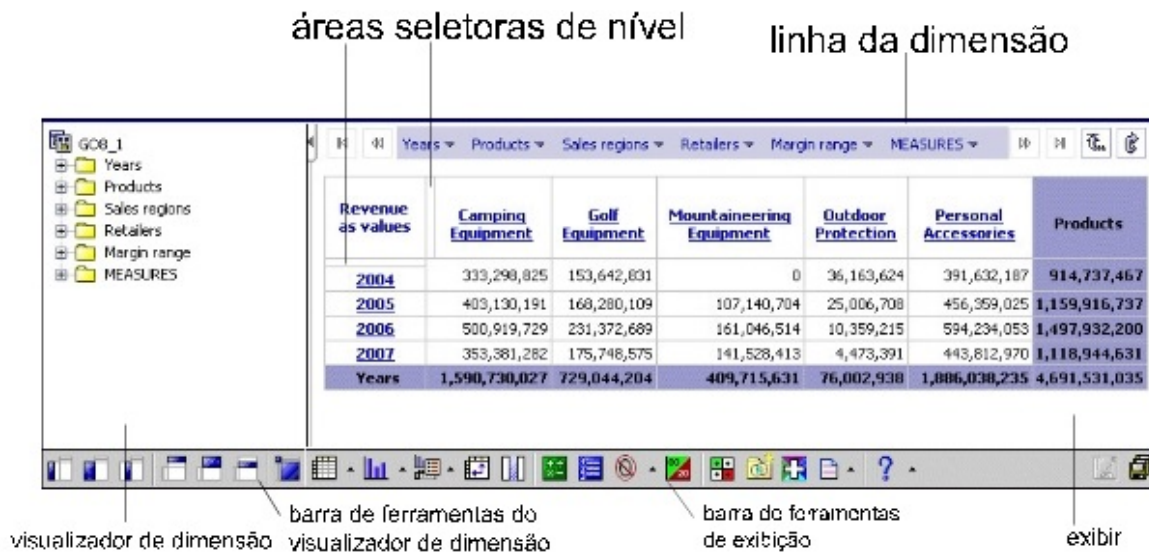 áreas seletoras de nível
linha da dimensão
GO8_1
Years
Products
Sales regions
Retailers
Margin range
MEASURES
Years Products Sales regions Retailers Margin range MEASURES
Revenue as values Camping Equipment Golf Equipment Mountaineering Equipment Outdoor Protection Personal Accessories Products
2004 333,298,825 153,642,831 0 36,163,624 391,632,187 914,737,467
2005 403,130,191 168,280,109 107,140,704 25,006,708 456,359,025 1,159,916,737
2006 500,919,729 231,372,689 161,046,514 10,359,215 594,234,053 1,497,932,200
2007 353,381,282 175,748,575 141,528,413 4,473,391 443,812,970 1,118,944,631
Years 1,590,730,027 729,044,204 409,715,631 76,002,938 1,886,038,235 4,691,531,035
visualizador de dimensão
barra de ferramentas do
visualizador de dimensão
barra de ferramentas
de exibição
exibir